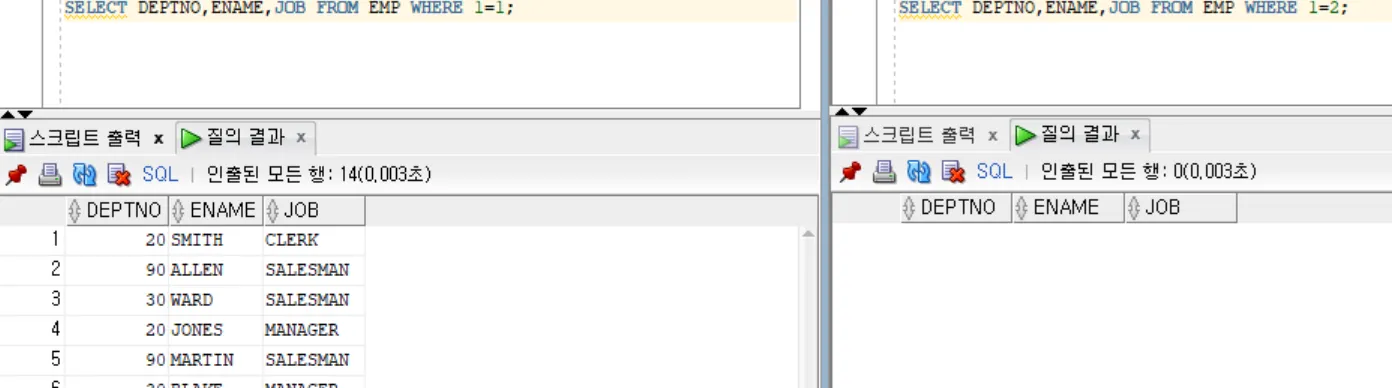 SELECT DEPTNO,ENAME,JOB FROM EMP WHERE 1=1;
스크립트 출력 x 질의 결과 x
SQL 인출된 모든 행: 14(0,003초)
DEPTNO ENAME JOB
1 20 SMITH CLERK
2 90 ALLEN SALESMAN
3 30 WARD SALESMAN
4 20 JONES MANAGER
5 90 MARTIN SALESMAN
BLAKE MANAGER
SELECT DEPTNO,ENAME,JOB FROM EMP WHERE 1=2;
스크립트 출력 x 질의 결과 x
SQL 인출된 모든 행: 0(0,003초)
DEPTNO ENAME JOB